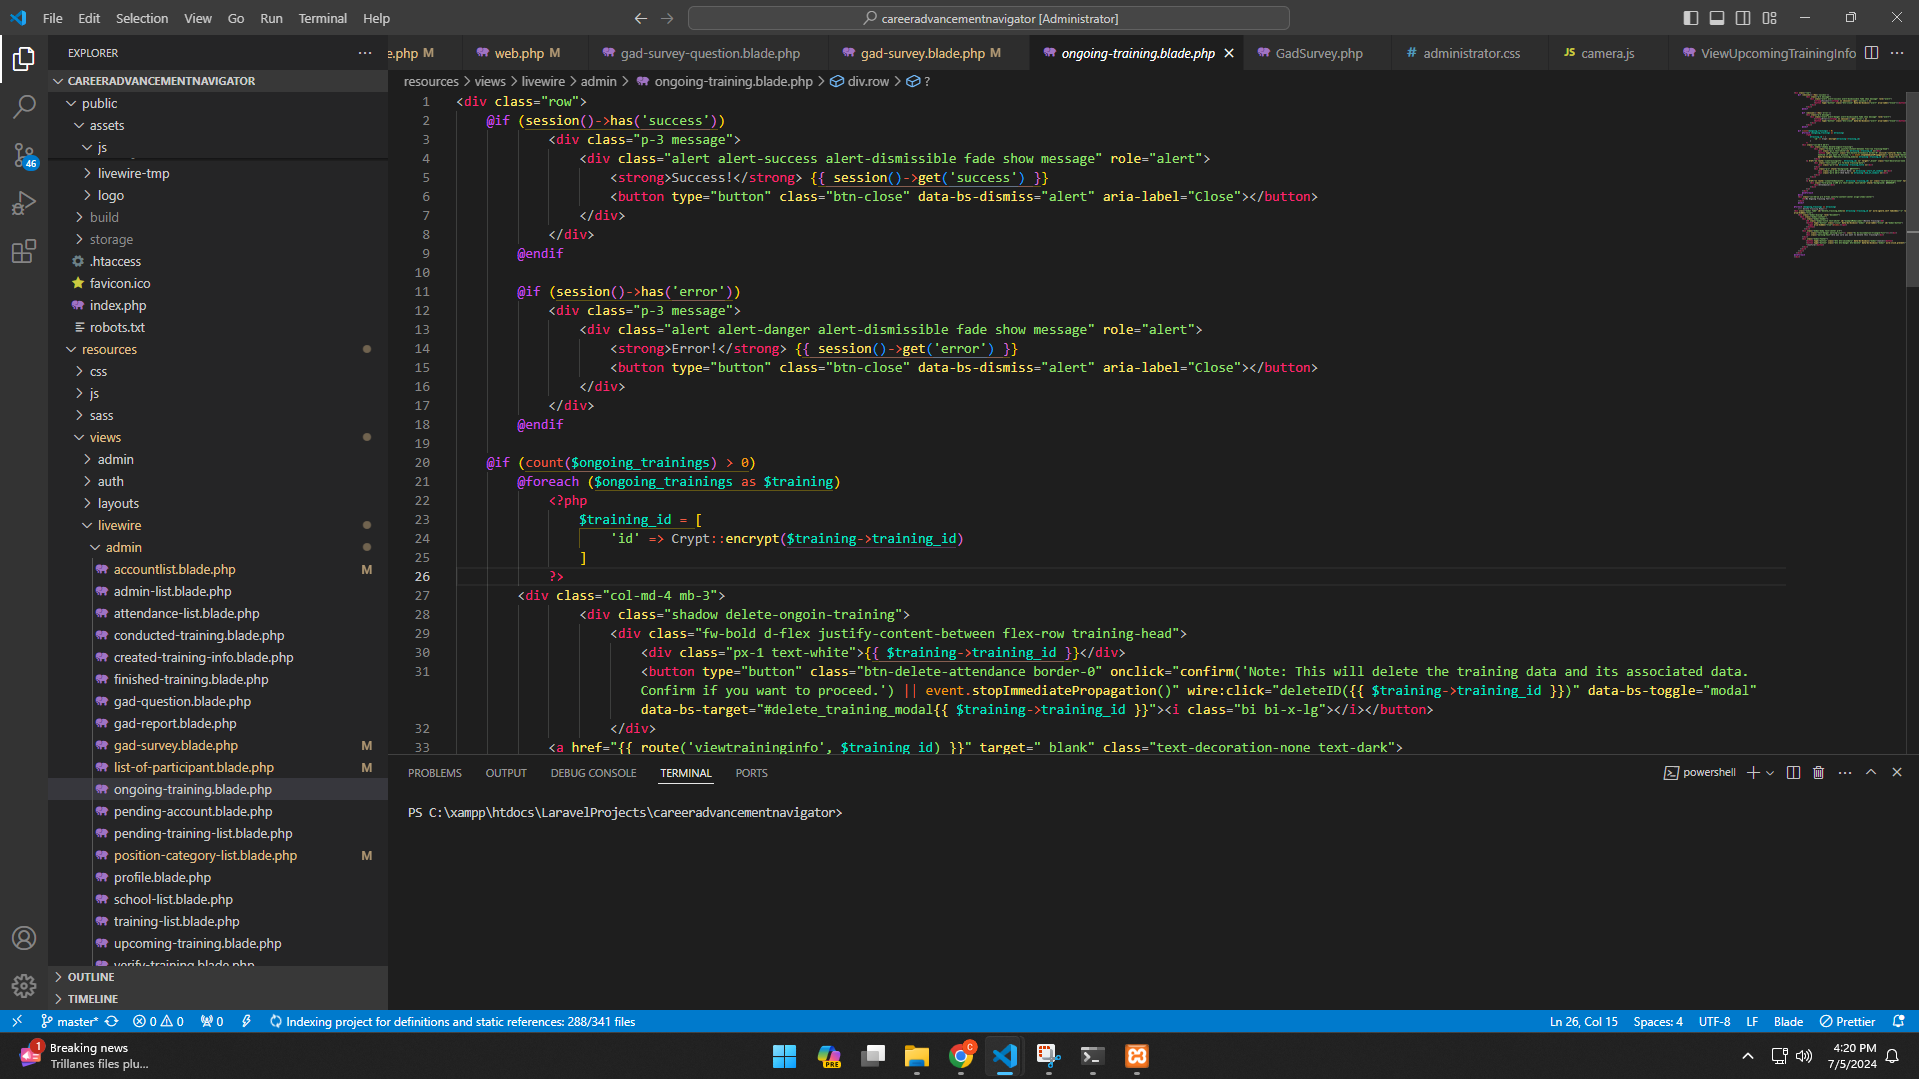 File Edit Selection View Go Run Terminal Help
careeradvancementnavigator [Administrator]
EXPLORER
e.php M
web.php M
gad-survey-question.blade.php
gad-survey.blade.php M
ongoing-training.blade.php
GadSurvey.php
# administrator.css
JS camera.js
ViewUpcomingTrainingInfo
CAREERADVANCEMENTNAVIGATOR
public
assets
js
livewire-tmp
logo
build
storage
.htaccess
favicon.ico
index.php
robots.txt
resources
css
js
sass
views
admin
auth
layouts
livewire
admin
accountlist.blade.php M
admin-list.blade.php
attendance-list.blade.php
conducted-training.blade.php
created-training-info.blade.php
finished-training.blade.php
gad-question.blade.php
gad-report.blade.php
gad-survey.blade.php M
list-of-participant.blade.php M
ongoing-training.blade.php
pending-account.blade.php
pending-training-list.blade.php
position-category-list.blade.php M
profile.blade.php
school-list.blade.php
training-list.blade.php
upcoming-training.blade.php
verify-training.blade.php
OUTLINE
TIMELINE
46
resources > views > livewire > admin > ongoing-training.blade.php > div.row > ?
1 <div class="row">
2 @if (session()->has('success'))
3 <div class="p-3 message">
4 <div class="alert alert-success alert-dismissible fade show message" role="alert">
5 <strong>Success!</strong> {{ session()->get('success') }}
6 <button type="button" class="btn-close" data-bs-dismiss="alert" aria-label="Close"></button>
7 </div>
8 </div>
9 @endif
10
11 @if (session()->has('error'))
12 <div class="p-3 message">
13 <div class="alert alert-danger alert-dismissible fade show message" role="alert">
14 <strong>Error!</strong> {{ session()->get('error') }}
15 <button type="button" class="btn-close" data-bs-dismiss="alert" aria-label="Close"></button>
16 </div>
17 </div>
18 @endif
19
20 @if (count($ongoing_trainings) > 0)
21 @foreach ($ongoing_trainings as $training)
22 <?php
23 $training_id = [
24 'id' => Crypt::encrypt($training->training_id)
25 ]
26 ?>
27 <div class="col-md-4 mb-3">
28 <div class="shadow delete-ongoin-training">
29 <div class="fw-bold d-flex justify-content-between flex-row training-head">
30 <div class="px-1 text-white">{{ $training->training_id }}</div>
31 <button type="button" class="btn-delete-attendance border-0" onclick="confirm('Note: This will delete the training data and its associated data.
Confirm if you want to proceed.') || event.stopImmediatePropagation()" wire:click="deleteID({{ $training->training_id }})" data-bs-toggle="modal"
data-bs-target="#delete_training_modal{{ $training->training_id }}"><i class="bi bi-x-lg"></i></button>
32 </div>
33 <a href="{{ route('viewtraininginfo', $training_id) }}" target="_blank" class="text-decoration-none text-dark">
PROBLEMS OUTPUT DEBUG CONSOLE TERMINAL PORTS
powershell
PS C:\xampp\htdocs\LaravelProjects\careeradvancementnavigator>
master* 0 0 0 Indexing project for definitions and static references: 288/341 files
Ln 26, Col 15 Spaces: 4 UTF-8 LF Blade Prettier
1
Breaking news
Trillanes files plu...
PRE
C
4:20 PM
7/5/2024